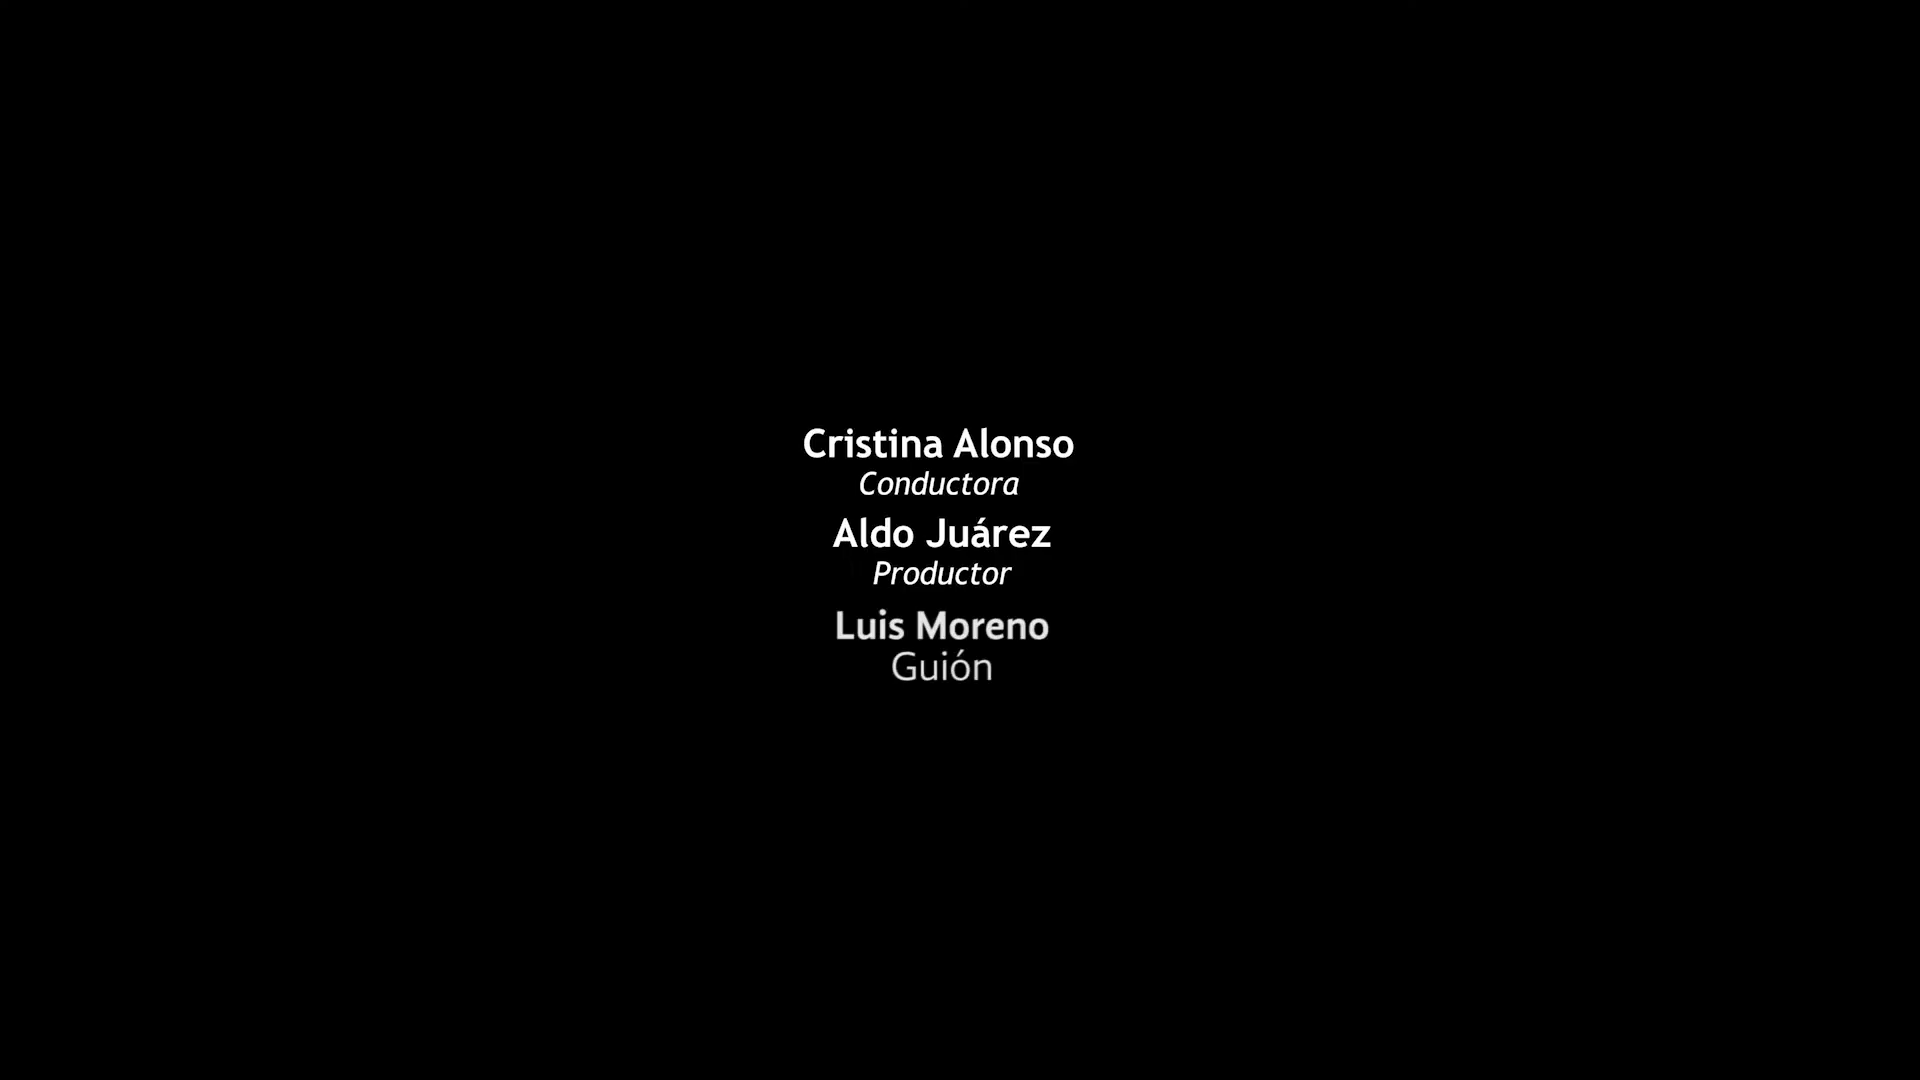 Cristina Alonso
Conductora
Aldo Juárez
Productor
Luis Moreno
Guión